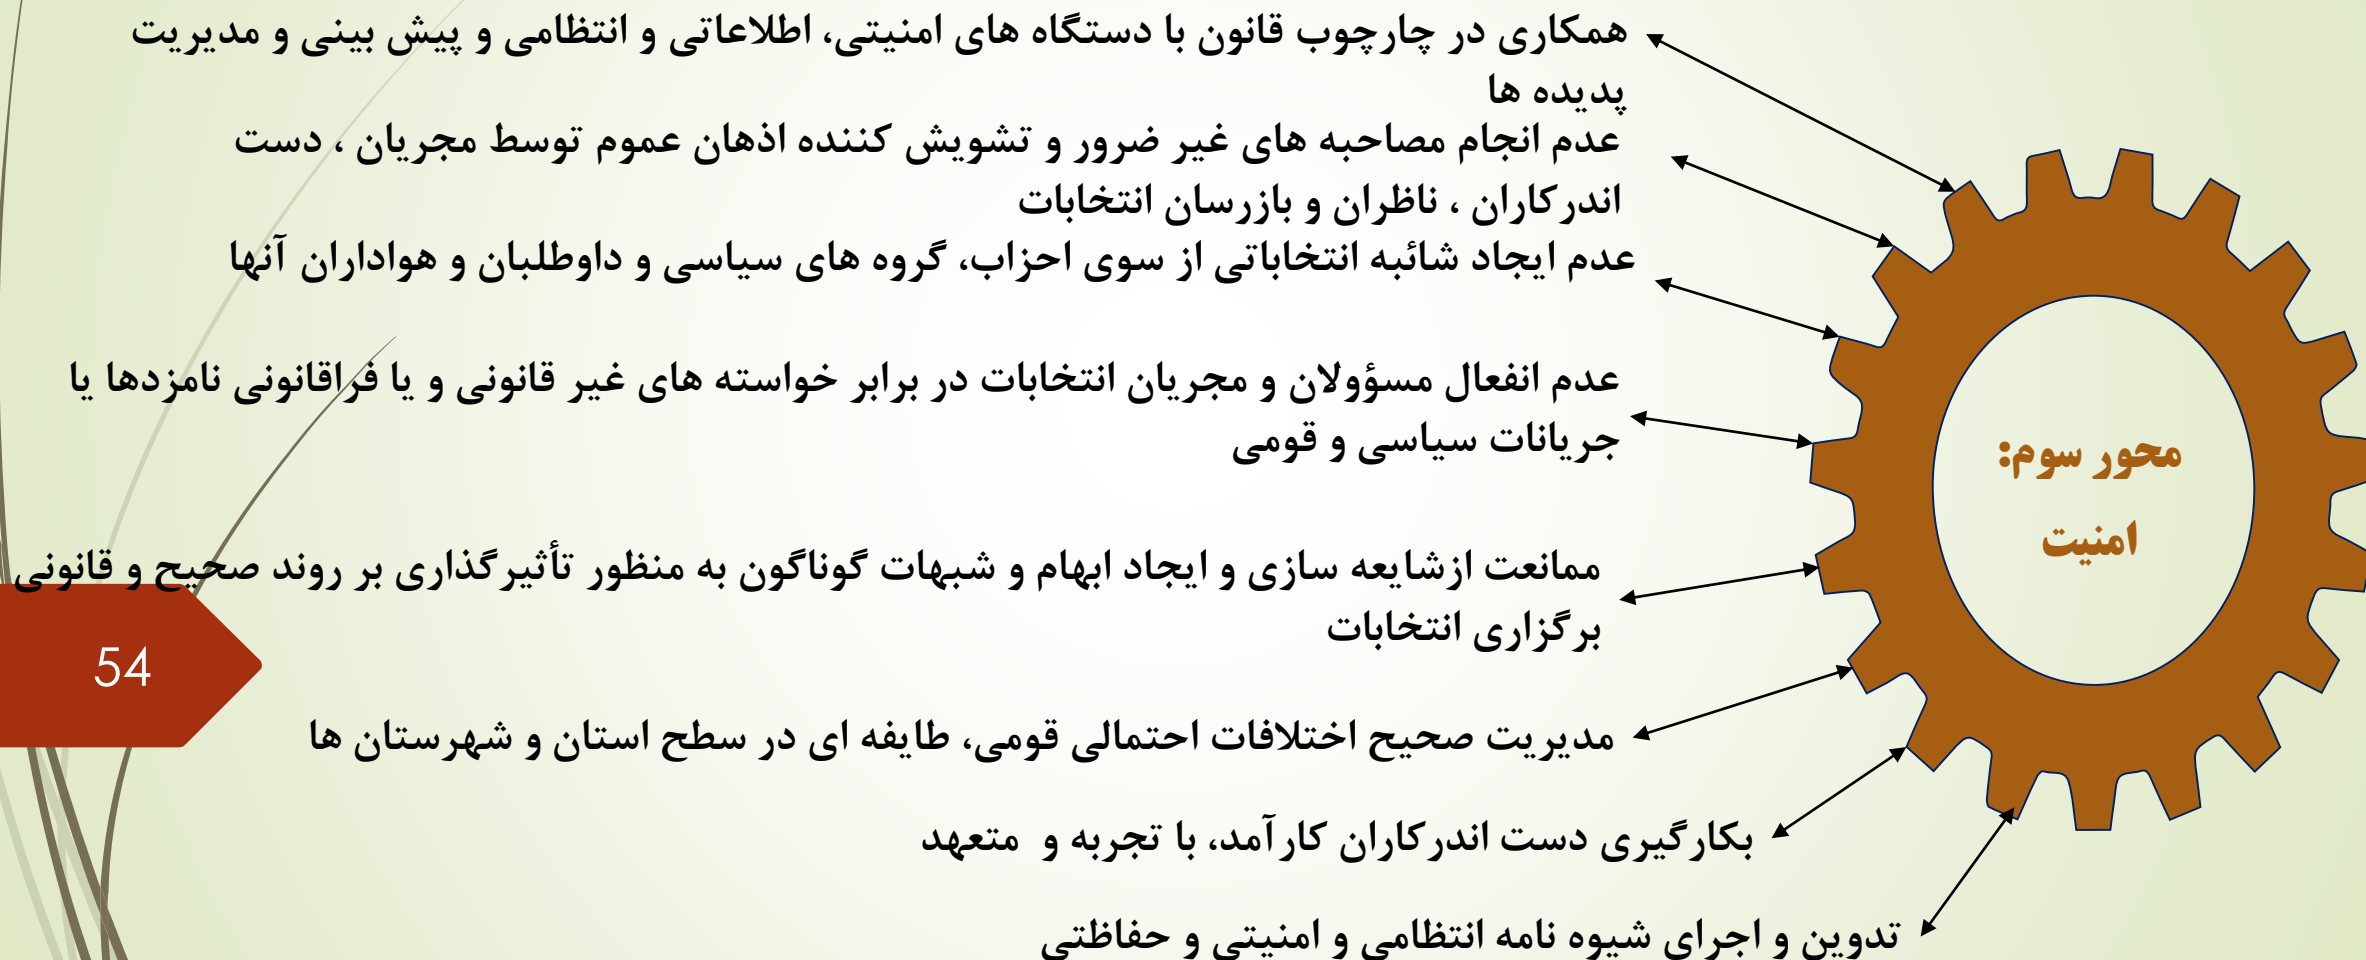 همکاری در چارچوب قانون با دستگاه های امنیتی، اطلاعاتی و انتظامی و پیش بینی و مدیریت
پدیده ها
عدم انجام مصاحبه های غیر ضرور و تشویش کننده اذهان عموم توسط مجریان ، دست
اندرکاران ، ناظران و بازرسان انتخابات
عدم ایجاد شائبه انتخاباتی از سوی احزاب، گروه های سیاسی و داوطلبان و هواداران آنها
عدم انفعال مسؤولان و مجریان انتخابات در برابر خواسته های غیر قانونی و یا فراقانونی نامزدها یا
جریانات سیاسی و قومی
محور سوم:
امنیت
ممانعت ازشایعه سازی و ایجاد ابهام و شبهات گوناگون به منظور تأثیرگذاری بر روند صحیح و قانونی
برگزاری انتخابات
54
مدیریت صحیح اختلافات احتمالی قومی، طایفه ای در سطح استان و شهرستان ها
بکارگیری دست اندرکاران کارآمد، با تجربه و متعهد
تدوین و اجرای شیوه نامه انتظامی و امنیتی و حفاظتی